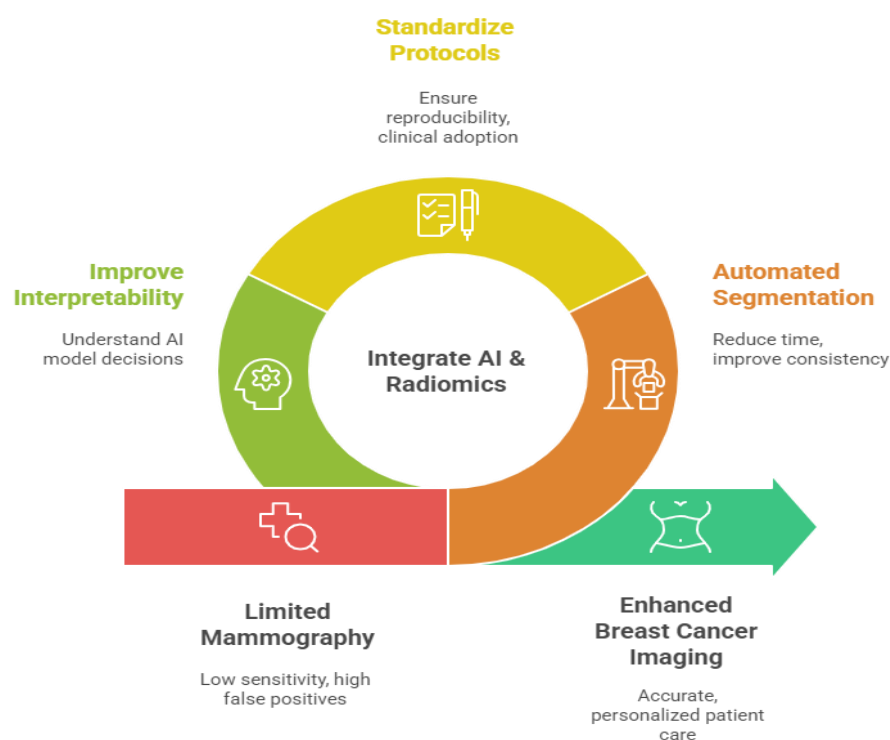 Standardize
Protocols
Ensure
reproducibility,
clinical adoption
Improve
Interpretability
Understand AI
model decisions
Automated
Segmentation
Reduce time,
improve consistency
Integrate AI &
Radiomics
Limited
Mammography
Low sensitivity, high
false positives
Enhanced
Breast Cancer
Imaging
Accurate,
personalized patient
care